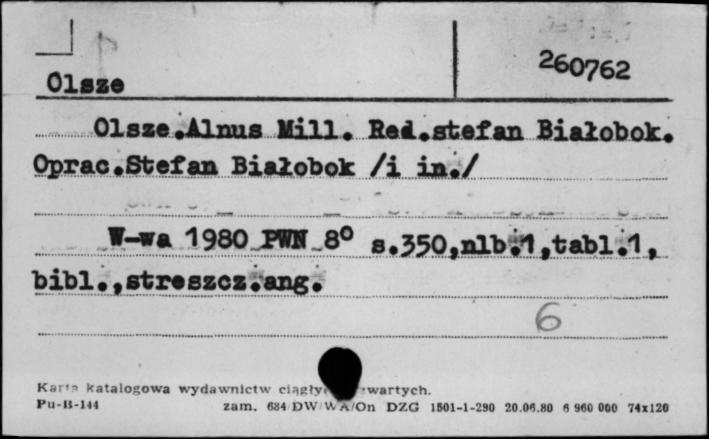 260762
Olsze
Olsze.Alnus Mill. Red.stefan Białobok.
Oprac.Stefan Białobok /i in./
W-wa 1980 PWN 8⁰ s.350,nlb.1,tabl.1,
bibl.,streszcz.ang.
6
Karta katalogowa wydawnictw wartych.
Pu-B-144 zam. 684/DW/WA/On DZG 1501-1-290 20.06.80 6 960 000 74x120